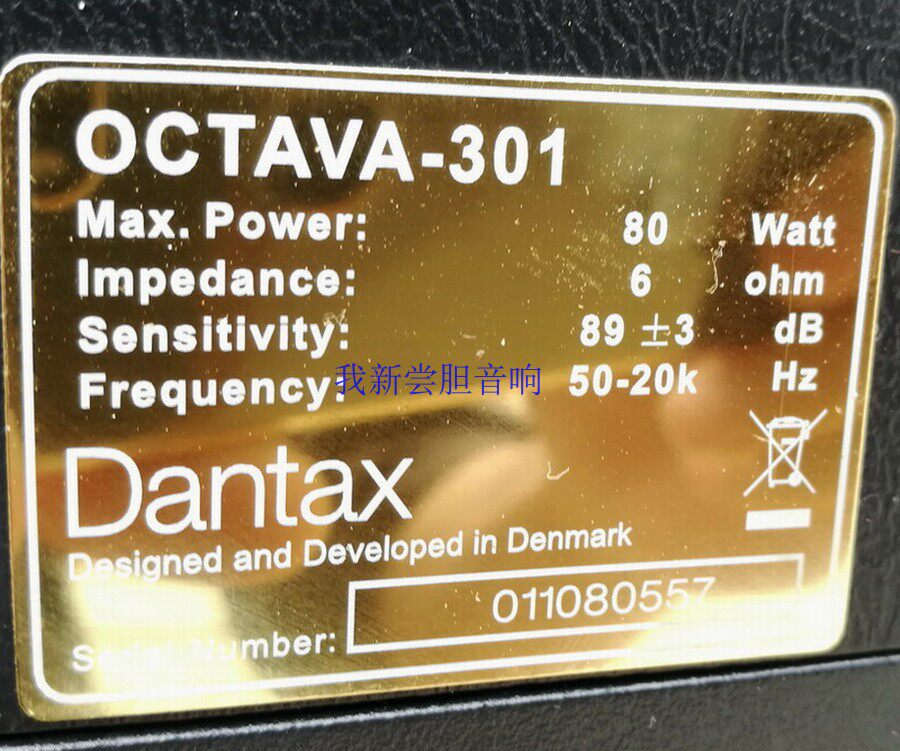 OCTAVA-301
Max. Power: 80 Watt
Impedance: 6 ohm
Sensitivity: 89 ±3 dB
Frequency: 50-20k Hz
我新尝胆音响
Dantax
Designed and Developed in Denmark
Serial Number: 011080557